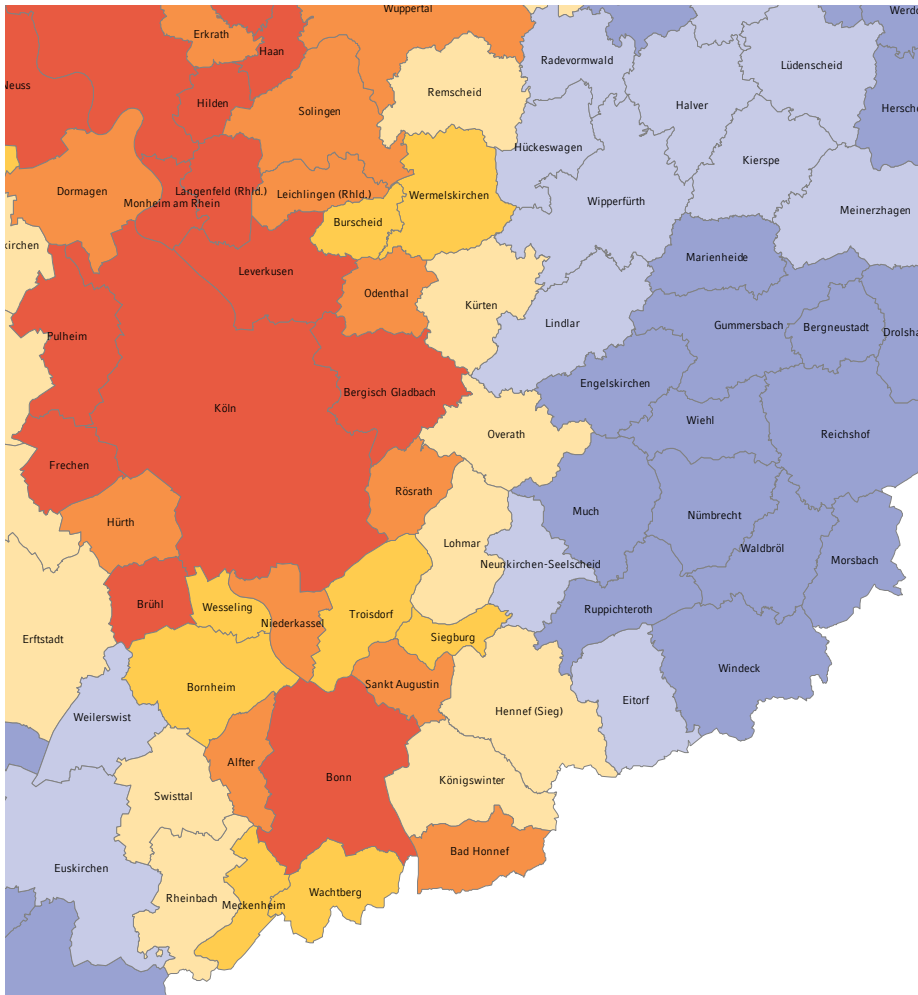 Wuppertal
Werd
Erkrath
Haan
Radevormwald
Lüdenscheid
Neuss
Remscheid
Hilden
Halver
Hersche
Solingen
Hückeswagen
Kierspe
Dormagen
Langenfeld (Rhld.)
Leichlingen (Rhld.)
Wermelskirchen
Monheim am Rhein
Wipperfürth
Meinerzhagen
Burscheid
kirchen
Marienheide
Leverkusen
Odenthal
Kürten
Lindlar
Gummersbach
Bergneustadt
Drolsha
Pulheim
Engelskirchen
Bergisch Gladbach
Köln
Wiehl
Overath
Reichshof
Frechen
Rösrath
Much
Nümbrecht
Hürth
Lohmar
Waldbröl
Neunkirchen-Seelscheid
Morsbach
Brühl
Wesseling
Ruppichteroth
Troisdorf
Niederkassel
Siegburg
Erftstadt
Windeck
Sankt Augustin
Bornheim
Eitorf
Hennef (Sieg)
Weilerswist
Alfter
Bonn
Königswinter
Swisttal
Bad Honnef
Euskirchen
Wachtberg
Rheinbach
Meckenheim